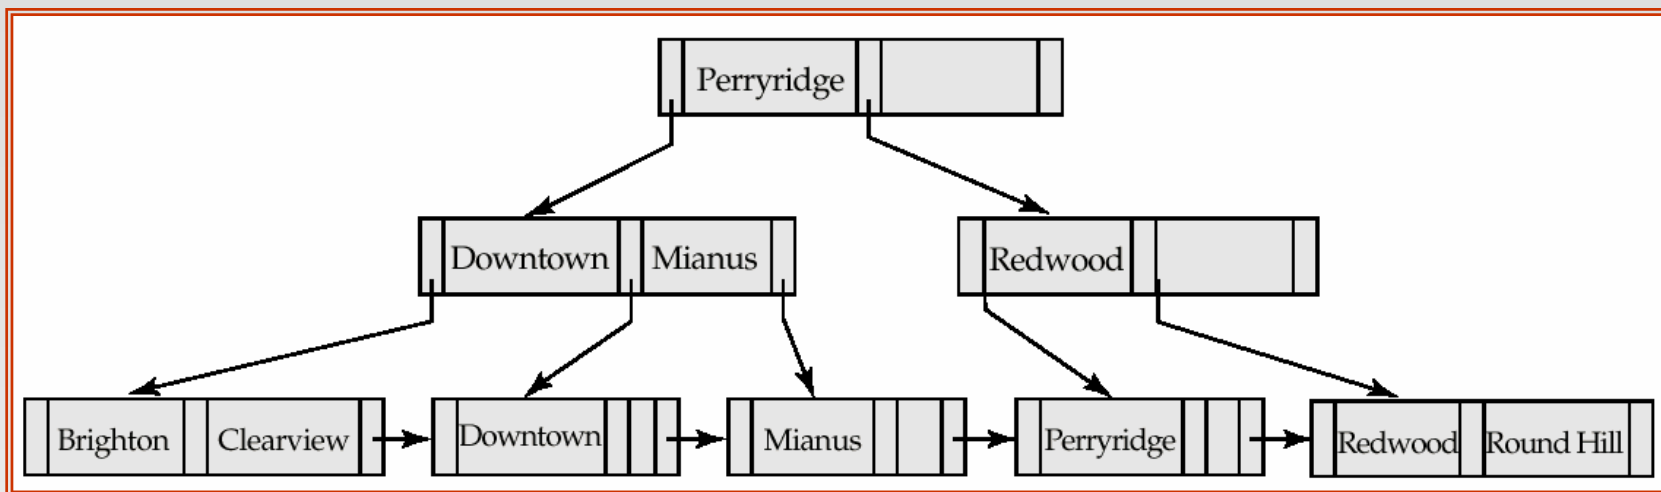 Perryridge
Downtown Mianus
Redwood
Brighton Clearview
Downtown
Mianus
Perryridge
Redwood Round Hill